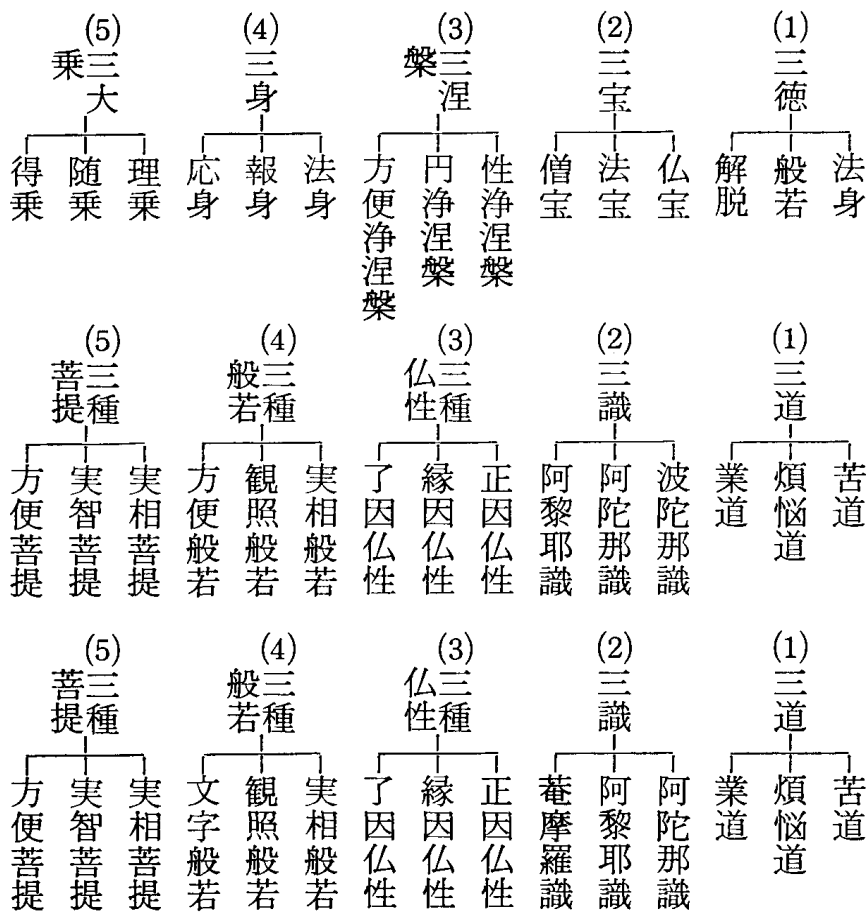 (1)
三徳
法身
般若
解脱
(2)
三宝
仏宝
法宝
僧宝
(3)
三涅
槃
性浄涅槃
円浄涅槃
方便浄涅槃
(4)
三身
法身
報身
応身
(5)
三大
乗
理乗
随乗
得乗
(1)
三道
苦道
煩悩道
業道
(2)
三識
波陀那識
阿陀那識
阿黎耶識
(3)
三種
仏性
正因仏性
縁因仏性
了因仏性
(4)
三種
般若
実相般若
観照般若
方便般若
(5)
三種
菩提
実相菩提
実智菩提
方便菩提
(1)
三道
苦道
煩悩道
業道
(2)
三識
阿陀那識
阿黎耶識
菴摩羅識
(3)
三種
仏性
正因仏性
縁因仏性
了因仏性
(4)
三種
般若
実相般若
観照般若
文字般若
(5)
三種
菩提
実相菩提
実智菩提
方便菩提